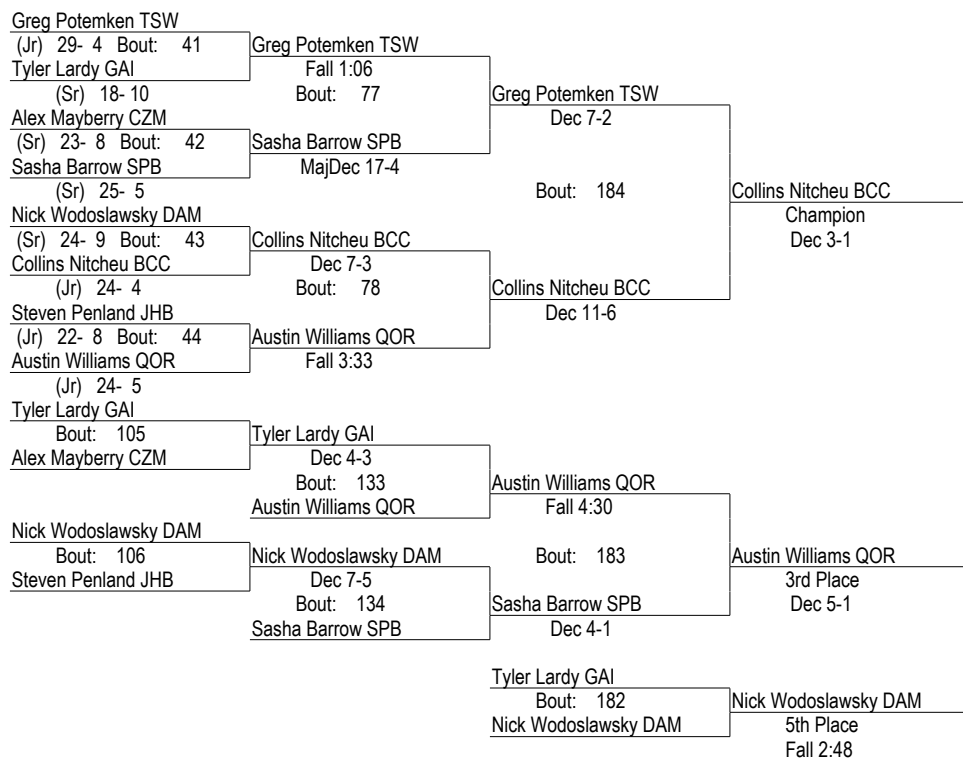 Greg Potemken TSW
(Jr) 29- 4 Bout: 41 Greg Potemken TSW
Tyler Lardy GAI Fall 1:06
(Sr) 18- 10 Bout: 77 Greg Potemken TSW
Alex Mayberry CZM Dec 7-2
(Sr) 23- 8 Bout: 42 Sasha Barrow SPB
Sasha Barrow SPB MajDec 17-4
(Sr) 25- 5 Bout: 184 Collins Nitcheu BCC
Nick Wodoslawsky DAM Champion
(Sr) 24- 9 Bout: 43 Collins Nitcheu BCC Dec 3-1
Collins Nitcheu BCC Dec 7-3
(Jr) 24- 4 Bout: 78 Collins Nitcheu BCC
Steven Penland JHB Dec 11-6
(Jr) 22- 8 Bout: 44 Austin Williams QOR
Austin Williams QOR Fall 3:33
(Jr) 24- 5
Tyler Lardy GAI
Bout: 105 Tyler Lardy GAI
Alex Mayberry CZM Dec 4-3
Bout: 133 Austin Williams QOR
Austin Williams QOR Fall 4:30
Nick Wodoslawsky DAM
Bout: 106 Nick Wodoslawsky DAM Bout: 183 Austin Williams QOR
Steven Penland JHB Dec 7-5 3rd Place
Bout: 134 Sasha Barrow SPB Dec 5-1
Sasha Barrow SPB Dec 4-1
Tyler Lardy GAI
Bout: 182 Nick Wodoslawsky DAM
Nick Wodoslawsky DAM 5th Place
Fall 2:48